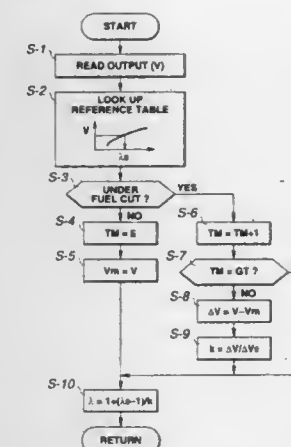 START
S-1
READ OUTPUT (V)
S-2
LOOK UP
REFERENCE TABLE
V
λs
S-3
UNDER
FUEL CUT ?
YES
NO
S-4
TM = S
S-5
Vm = V
S-6
TM = TM+1
S-7
TM = GT ?
NO
S-8
ΔV = V−Vm
S-9
k = ΔV/ΔVs
S-10
λ = 1+(λs−1)/k
RETURN